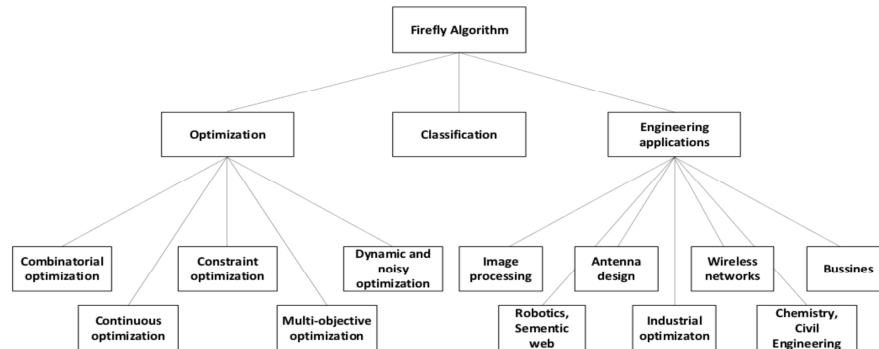 Firefly Algorithm
Optimization
Classification
Engineering
applications
Combinatorial
optimization
Constraint
optimization
Dynamic and
noisy
optimization
Image
processing
Antenna
design
Wireless
networks
Bussines
Continuous
optimization
Multi-objective
optimization
Robotics,
Sementic
web
Industrial
optimizaton
Chemistry,
Civil
Engineering